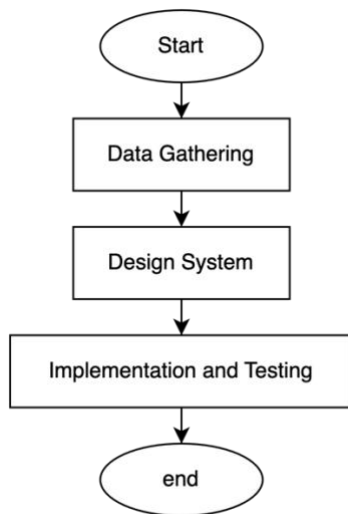 Start
Data Gathering
Design System
Implementation and Testing
end